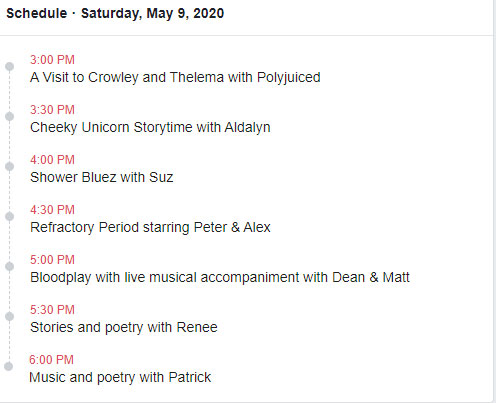 Schedule · Saturday, May 9, 2020
3:00 PM
A Visit to Crowley and Thelema with Polyjuiced
3:30 PM
Cheeky Unicorn Storytime with Aldalyn
4:00 PM
Shower Bluez with Suz
4:30 PM
Refractory Period starring Peter & Alex
5:00 PM
Bloodplay with live musical accompaniment with Dean & Matt
5:30 PM
Stories and poetry with Renee
6:00 PM
Music and poetry with Patrick